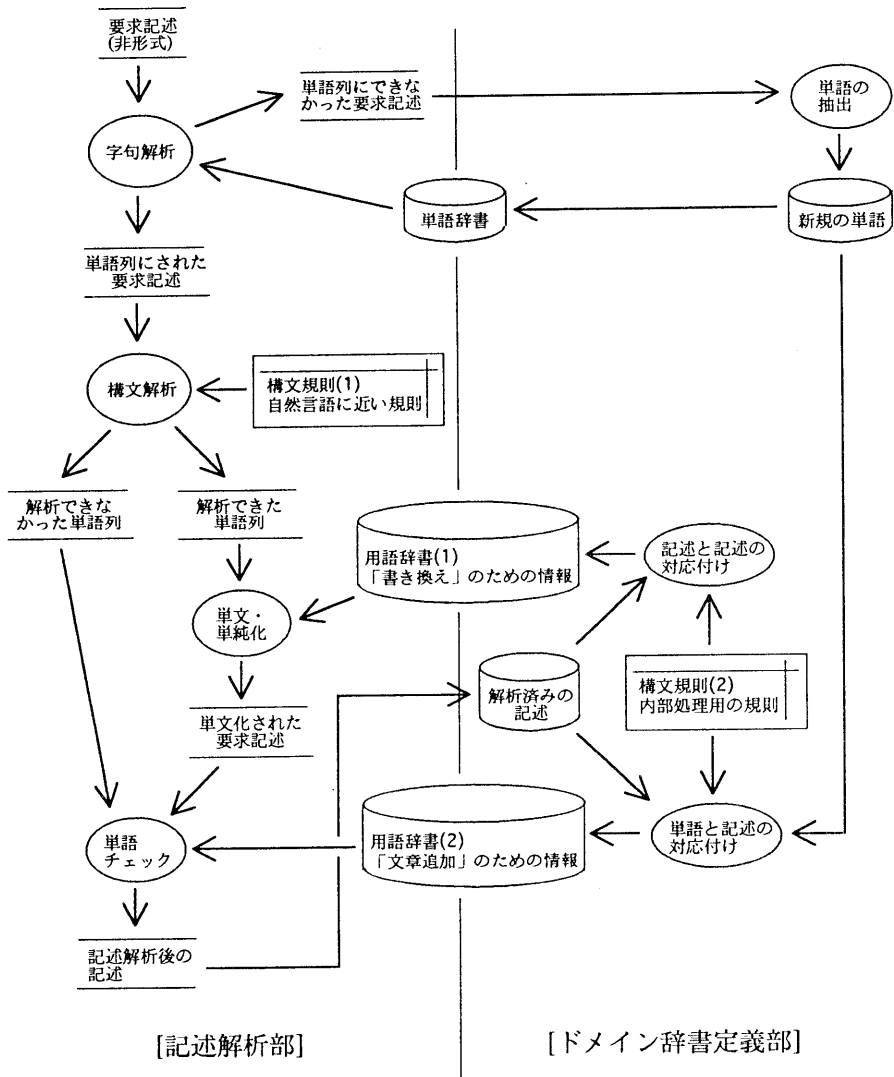 要求記述
(非形式)
単語列にできな
かった要求記述
単語の
抽出
字句解析
単語辞書
新規の単語
単語列にされた
要求記述
構文解析
構文規則(1)
自然言語に近い規則
解析できな
かった単語列
解析できた
単語列
用語辞書(1)
「書き換え」のための情報
記述と記述の
対応付け
単文・
単純化
解析済みの
記述
構文規則(2)
内部処理用の規則
単文化された
要求記述
単語
チェック
用語辞書(2)
「文章追加」のための情報
単語と記述の
対応付け
記述解析後の
記述
[記述解析部]
[ドメイン辞書定義部]